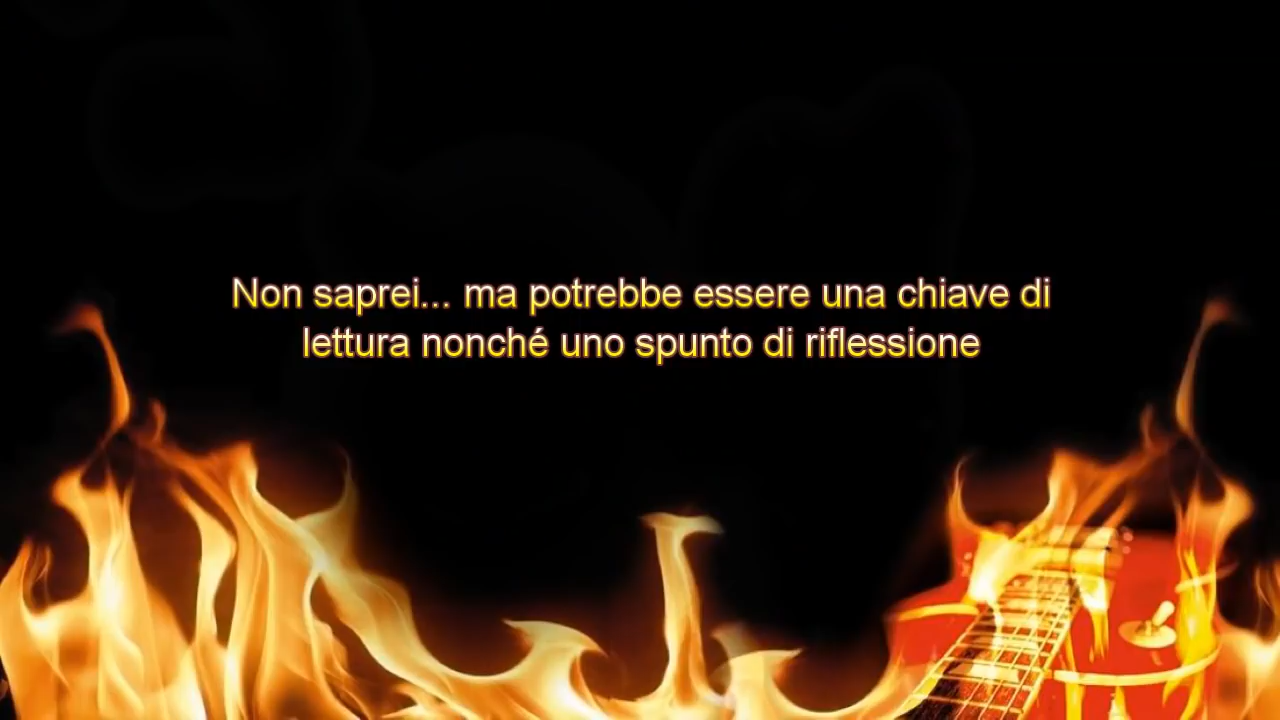 Non saprei... ma potrebbe essere una chiave di
lettura nonché uno spunto di riflessione